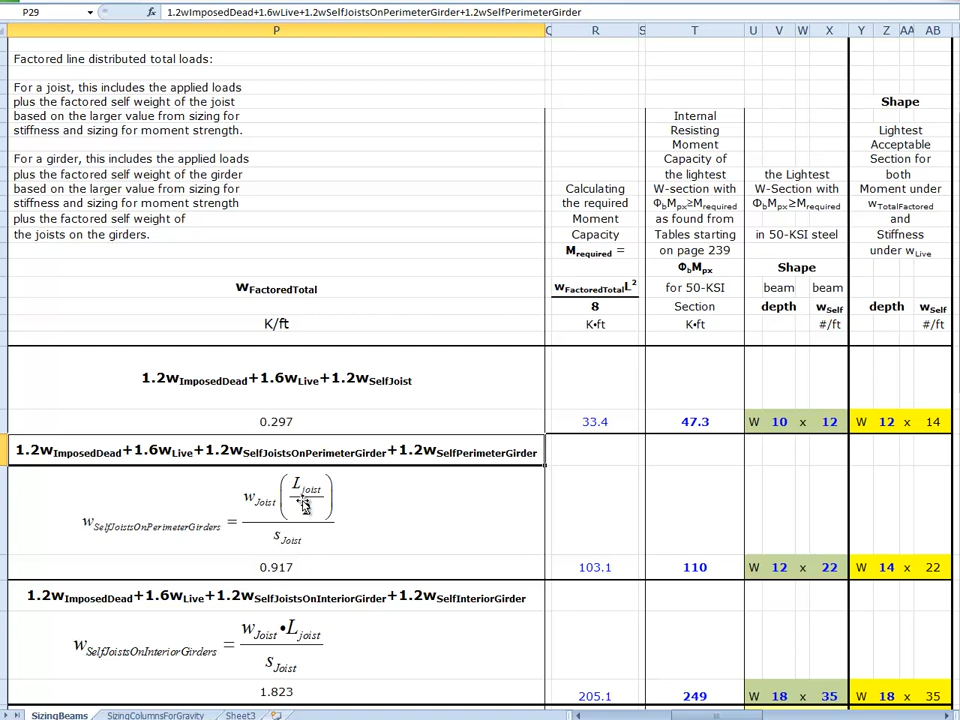 P29 fx 1.2wImposedDead+1.6wLive+1.2wSelfJoistsOnPerimeterGirder+1.2wSelfPerimeterGirder
P Q R S T U V W X Y Z AA AB
Factored line distributed total loads:
For a joist, this includes the applied loads
plus the factored self weight of the joist
based on the larger value from sizing for
stiffness and sizing for moment strength.
For a girder, this includes the applied loads
plus the factored self weight of the girder
based on the larger value from sizing for
stiffness and sizing for moment strength
plus the factored self weight of
the joists on the girders.
wFactoredTotal
K/ft
Calculating
the required
Moment
Capacity
Mrequired =
wFactoredTotalL²
8
K•ft
Internal
Resisting
Moment
Capacity of
the lightest
W-section with
ΦbMpx≥Mrequired
as found from
Tables starting
on page 239
ΦbMpx
for 50-KSI
Section
K•ft
the Lightest
W-Section with
ΦbMpx≥Mrequired
in 50-KSI steel
Shape
beam beam
depth wSelf
#/ft
Shape
Lightest
Acceptable
Section for
both
Moment under
wTotalFactored
and
Stiffness
under wLive
depth wSelf
#/ft
1.2wImposedDead+1.6wLive+1.2wSelfJoist
0.297 33.4 47.3 W 10 x 12 W 12 x 14
1.2wImposedDead+1.6wLive+1.2wSelfJoistsOnPerimeterGirder+1.2wSelfPerimeterGirder
wSelfJoistsOnPerimeterGirders = wJoist (Ljoist
sJoist
0.917 103.1 110 W 12 x 22 W 14 x 22
1.2wImposedDead+1.6wLive+1.2wSelfJoistsOnInteriorGirder+1.2wSelfInteriorGirder
wSelfJoistsOnInteriorGirders = wJoist•Ljoist
sJoist
1.823 205.1 249 W 18 x 35 W 18 x 35
SizingBeams SizingColumnsForGravity Sheet3